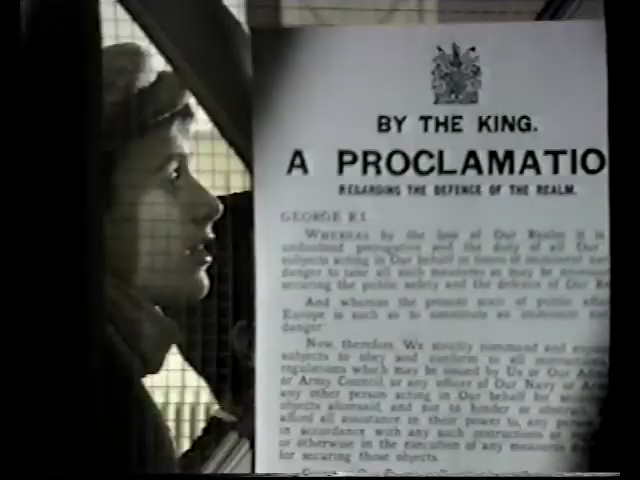 BY THE KING.
A PROCLAMATIO
REGARDING THE DEFENCE OF THE REALM.
GEORGE R.I.
WHEREAS by the law of Our Realm it is
undoubted prerogative and the duty of all Our
subjects acting in Our behalf in times of imminent
danger to take all such measures as may be
securing the public safety and the defence of Our Re
And whereas the present state of public
Europe is such as to constitute an imminent
danger
Now, therefore, We strictly command and
subjects to obey and conform to all instructions
regulations which may be issued by Us or Our
or Army Council, or any officer of Our Navy or
any other person acting in Our behalf for
objects aforesaid, and not to hinder or obstruct,
afford all assistance in their power to, any
in accordance with any such instructions or
or otherwise in the execution of any measures
for securing those objects.